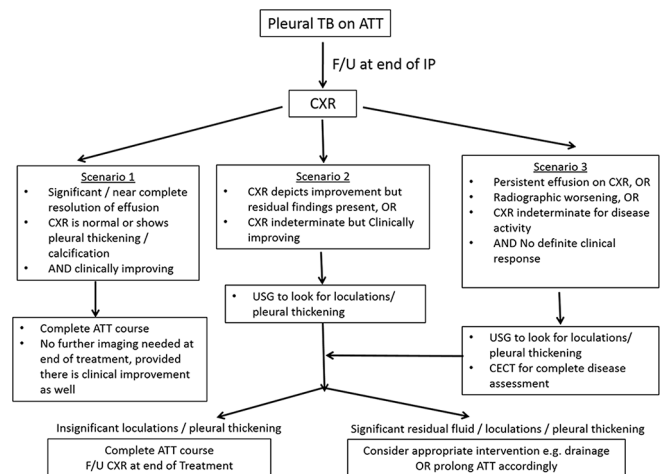 Pleural TB on ATT
F/U at end of IP
CXR
Scenario 1
• Significant / near complete
resolution of effusion
• CXR is normal or shows
pleural thickening /
calcification
• AND clinically improving
Scenario 2
• CXR depicts improvement but
residual findings present, OR
• CXR indeterminate but Clinically
improving
Scenario 3
• Persistent effusion on CXR, OR
• Radiographic worsening, OR
• CXR indeterminate for disease
activity
• AND No definite clinical
response
• Complete ATT course
• No further imaging needed at
end of treatment, provided
there is clinical improvement
as well
• USG to look for loculations/
pleural thickening
• USG to look for loculations/
pleural thickening
• CECT for complete disease
assessment
Insignificant loculations / pleural thickening
Complete ATT course
F/U CXR at end of Treatment
Significant residual fluid / loculations / pleural thickening
Consider appropriate intervention e.g. drainage
OR prolong ATT accordingly